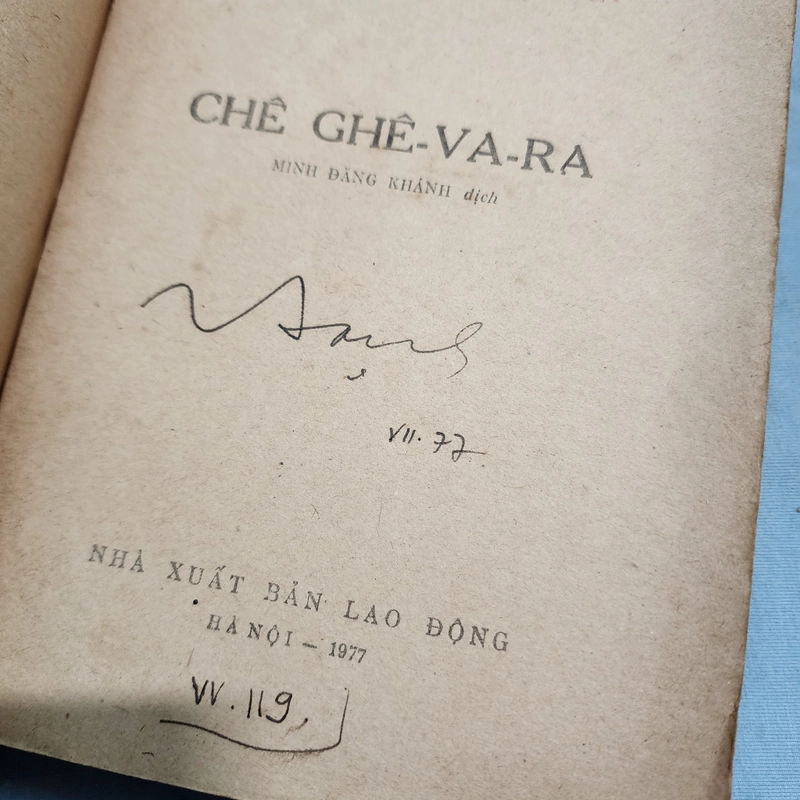 CHÊ GHÊ-VA-RA
MINH ĐĂNG KHÁNH dịch
VII.77
NHÀ XUẤT BẢN LAO ĐỘNG
HÀ NỘI – 1977
VV.119,